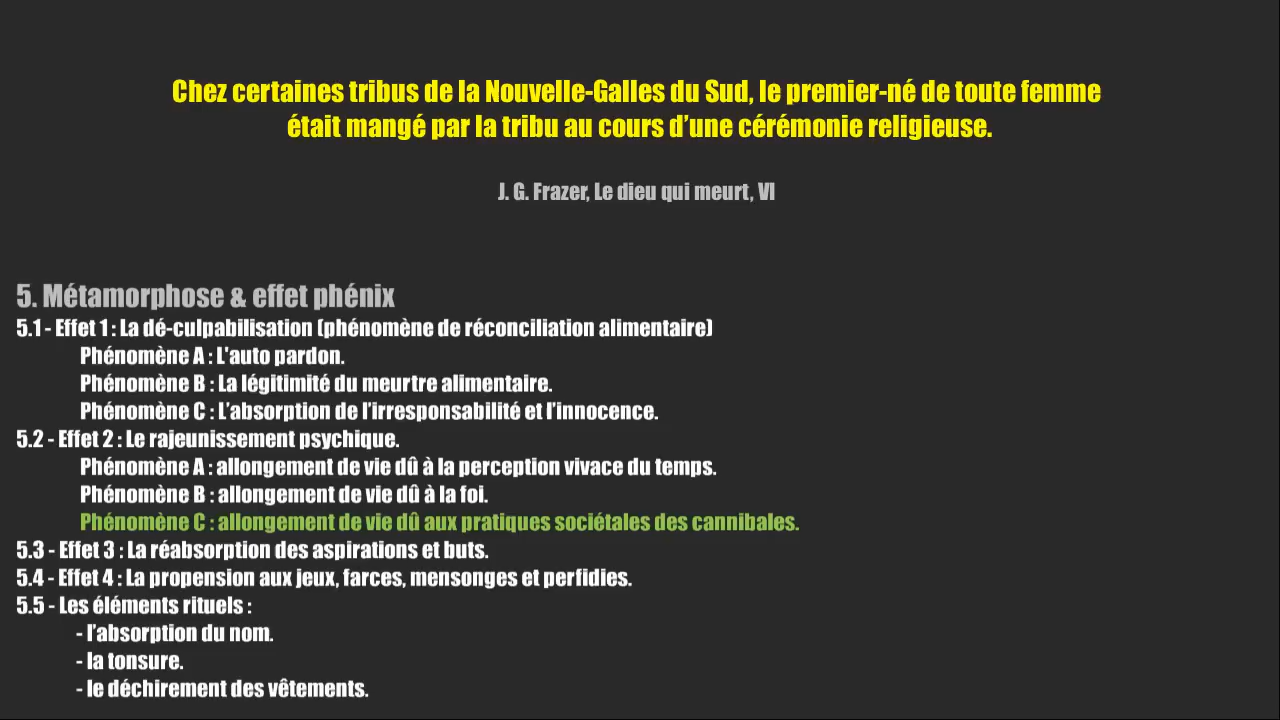 Chez certaines tribus de la Nouvelle-Galles du Sud, le premier-né de toute femme
était mangé par la tribu au cours d’une cérémonie religieuse.
J. G. Frazer, Le dieu qui meurt, VI
5. Métamorphose & effet phénix
5.1 - Effet 1 : La dé-culpabilisation (phénomène de réconciliation alimentaire)
Phénomène A : L'auto pardon.
Phénomène B : La légitimité du meurtre alimentaire.
Phénomène C : L’absorption de l’irresponsabilité et l’innocence.
5.2 - Effet 2 : Le rajeunissement psychique.
Phénomène A : allongement de vie dû à la perception vivace du temps.
Phénomène B : allongement de vie dû à la foi.
Phénomène C : allongement de vie dû aux pratiques sociétales des cannibales.
5.3 - Effet 3 : La réabsorption des aspirations et buts.
5.4 - Effet 4 : La propension aux jeux, farces, mensonges et perfidies.
5.5 - Les éléments rituels :
- l’absorption du nom.
- la tonsure.
- le déchirement des vêtements.